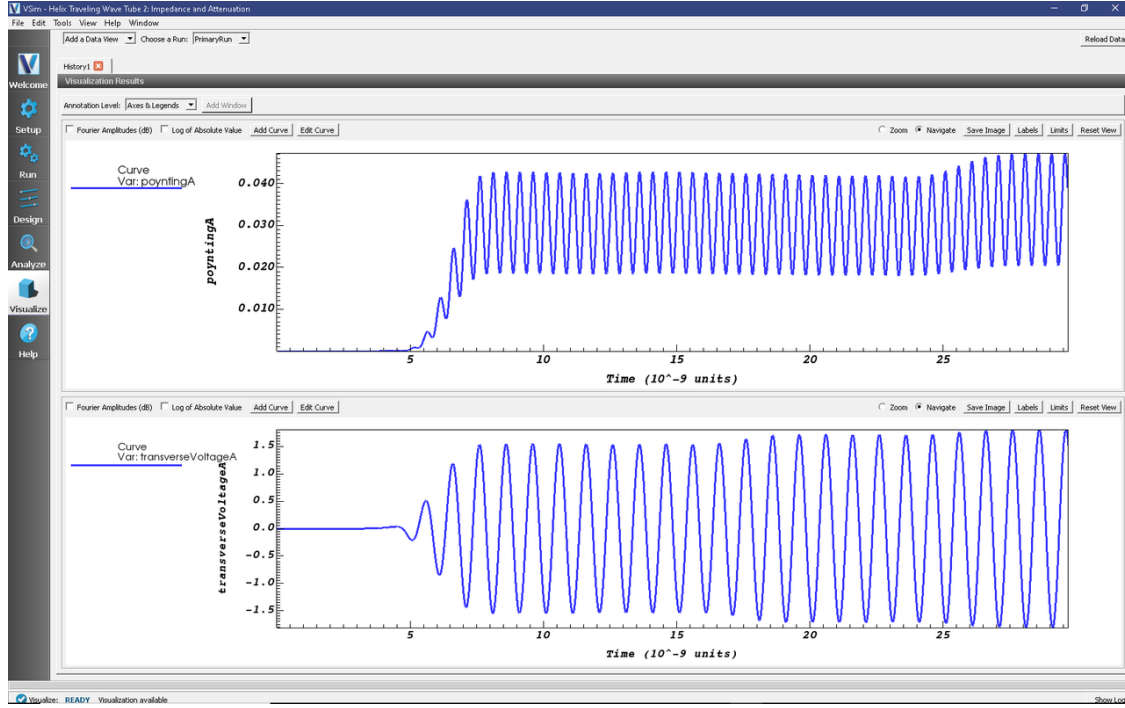 VSim - Helix Traveling Wave Tube 2: Impedance and Attenuation
File Edit Tools View Help Window
Add a Data View Choose a Run: PrimaryRun Reload Data
History1
Welcome
Visualization Results
Annotation Level: Axes & Legends Add Window
Setup
Fourier Amplitudes (dB) Log of Absolute Value Add Curve Edit Curve Zoom Navigate Save Image Labels Limits Reset View
Run
Design
Analyze
Visualize
Help
Curve
Var: poyntingA
0.040
0.030
0.020
0.010
poyntingA
5 10 15 20 25
Time (10^-9 units)
Fourier Amplitudes (dB) Log of Absolute Value Add Curve Edit Curve Zoom Navigate Save Image Labels Limits Reset View
Curve
Var: transverseVoltageA
1.5
1.0
0.5
0.0
-0.5
-1.0
-1.5
transverseVoltageA
5 10 15 20 25
Time (10^-9 units)
Visualize: READY Visualization available Show Log